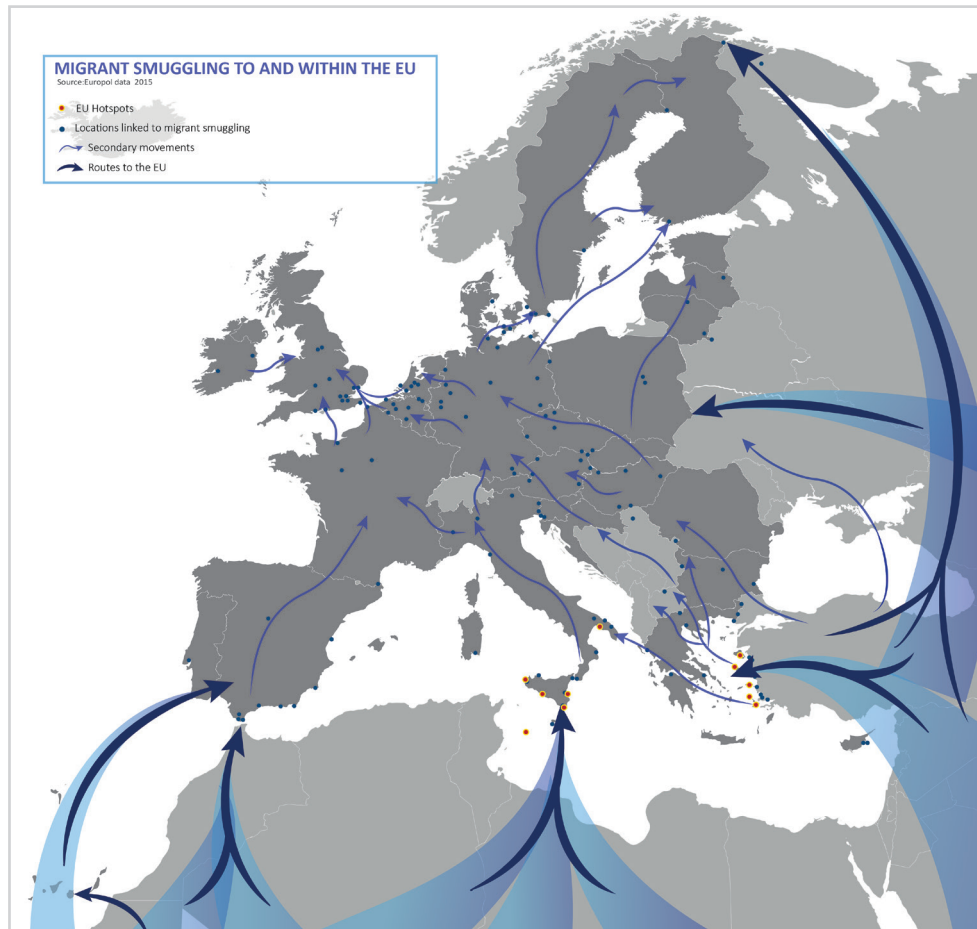 MIGRANT SMUGGLING TO AND WITHIN THE EU
Source:Europol data 2015
EU Hotspots
Locations linked to migrant smuggling
Secondary movements
Routes to the EU